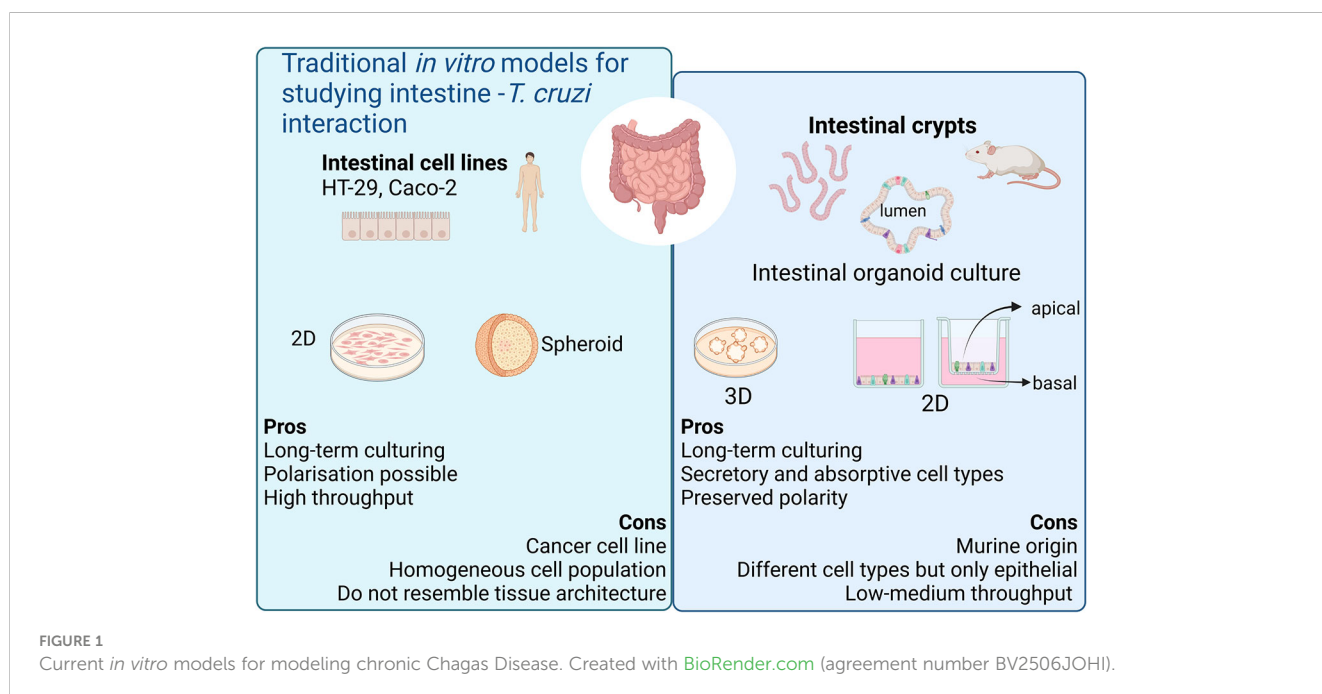 Traditional in vitro models for
studying intestine -T. cruzi
interaction
Intestinal cell lines
HT-29, Caco-2
2D
Spheroid
Pros
Long-term culturing
Polarisation possible
High throughput
Cons
Cancer cell line
Homogeneous cell population
Do not resemble tissue architecture
Intestinal crypts
lumen
Intestinal organoid culture
apical
basal
3D
2D
Pros
Long-term culturing
Secretory and absorptive cell types
Preserved polarity
Cons
Murine origin
Different cell types but only epithelial
Low-medium throughput
FIGURE 1
Current in vitro models for modeling chronic Chagas Disease. Created with BioRender.com (agreement number BV2506JOHI).